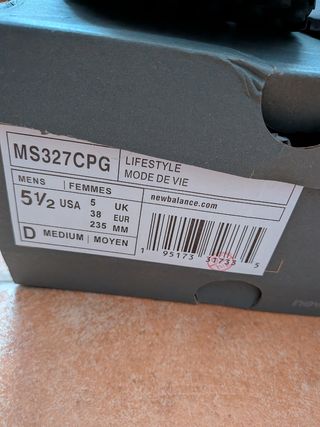 MS327CPG
LIFESTYLE
MODE DE VIE
MENS FEMMES
5½ USA 5 UK
38 EUR
235 MM
D MEDIUM MOYEN
newbalance.com
1 95173 31733 5